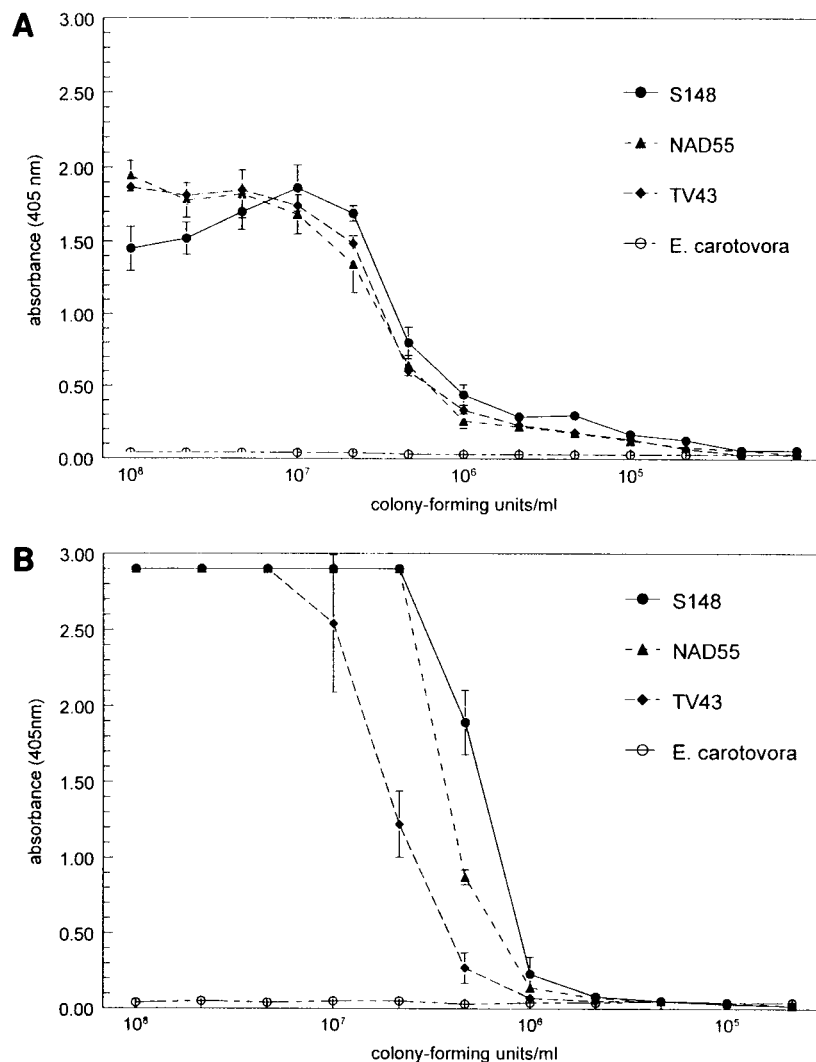 A
3.00
2.50
2.00
1.50
1.00
0.50
0.00
absorbance (405 nm)
S148
NAD55
TV43
E. carotovora
10⁸ 10⁷ 10⁶ 10⁵
colony-forming units/ml
B
3.00
2.50
2.00
1.50
1.00
0.50
0.00
absorbance (405nm)
S148
NAD55
TV43
E. carotovora
10⁸ 10⁷ 10⁶ 10⁵
colony-forming units/ml